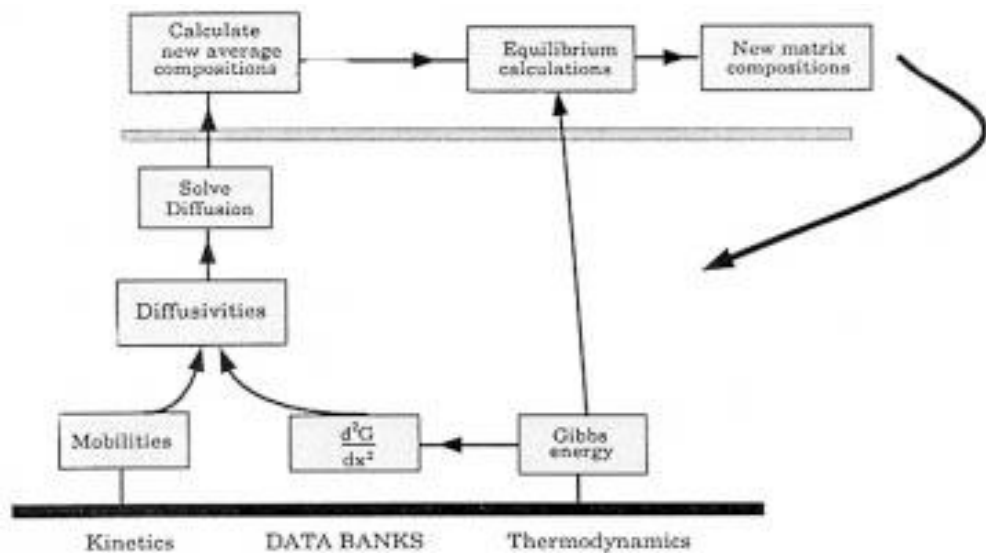 Calculate
new average
compositions
Equilibrium
calculations
New matrix
compositions
Solve
Diffusion
Diffusivities
Mobilities
d²G
dx²
Gibbs
energy
Kinetics
DATA BANKS
Thermodynamics